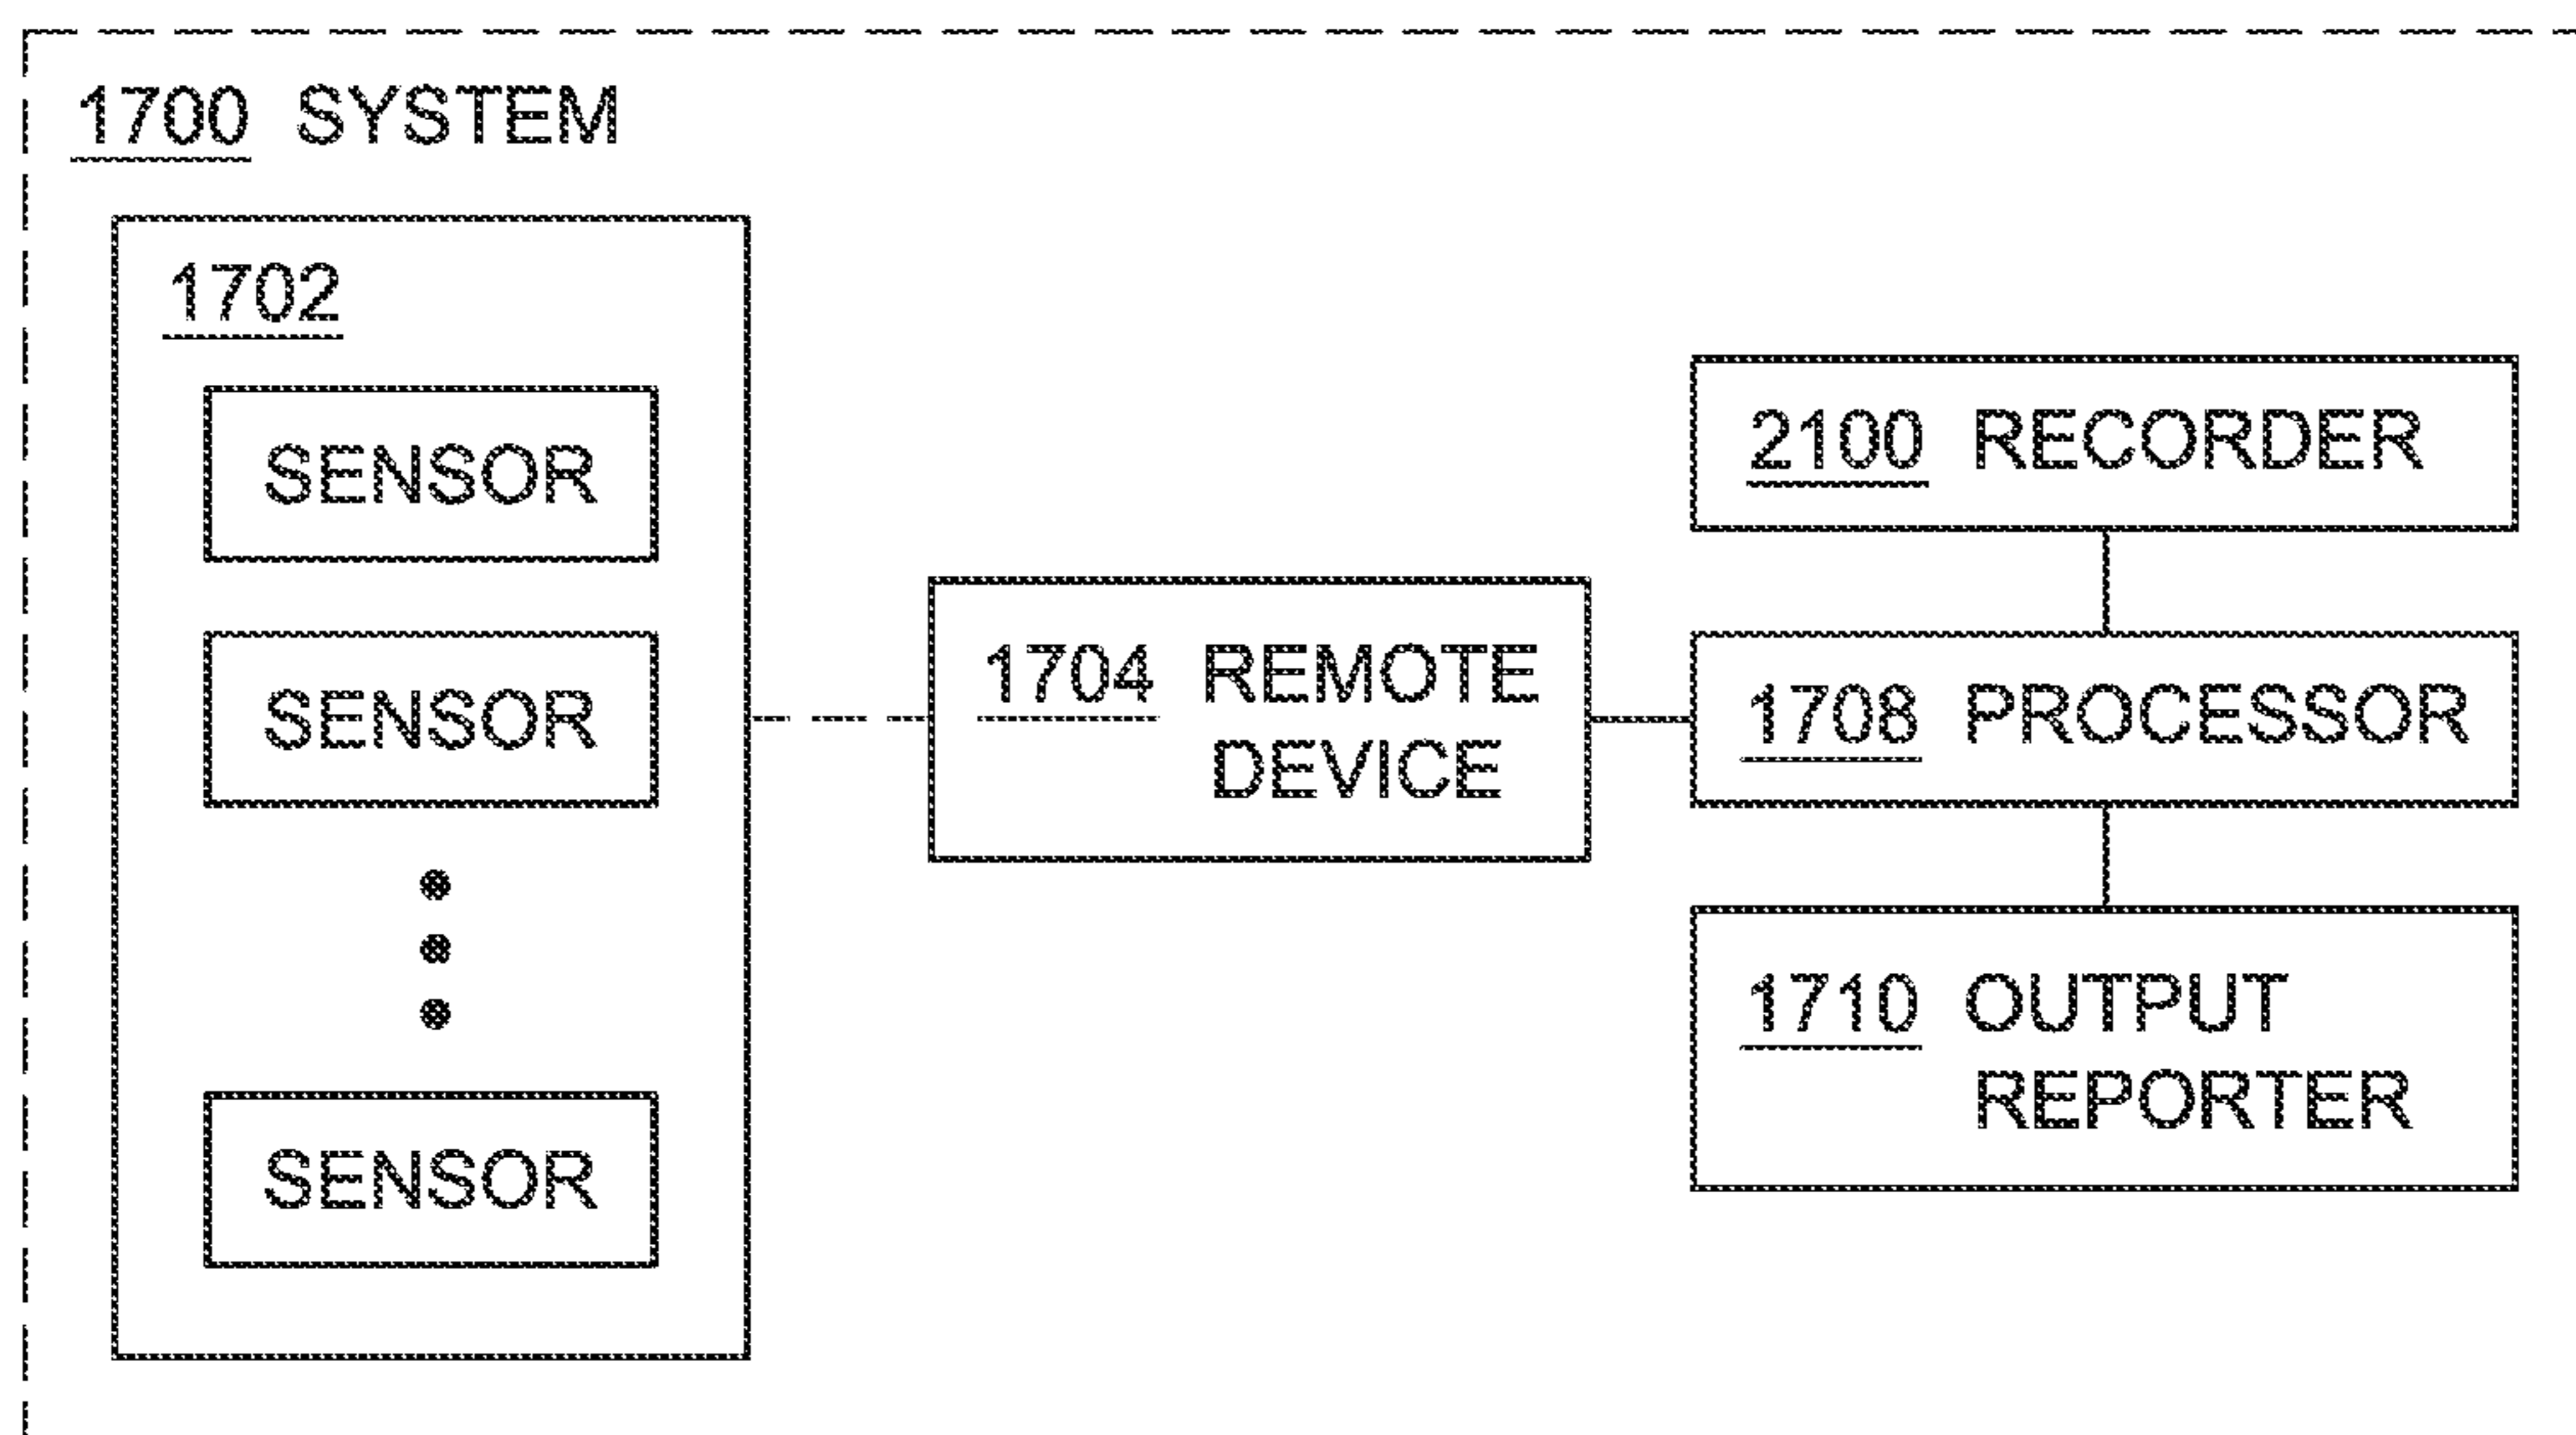 1700 SYSTEM
1702
SENSOR
SENSOR
SENSOR
1704 REMOTE
DEVICE
2100 RECORDER
1708 PROCESSOR
1710 OUTPUT
REPORTER